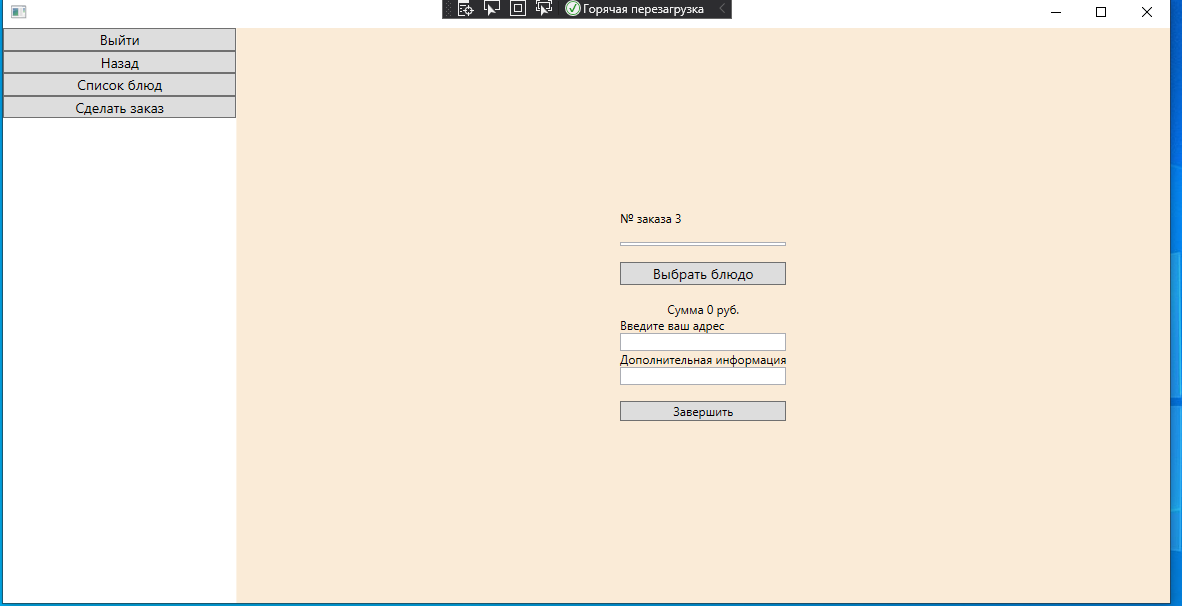 Горячая перезагрузка
Выйти
Назад
Список блюд
Сделать заказ
№ заказа 3
Выбрать блюдо
Сумма 0 руб.
Введите ваш адрес
Дополнительная информация
Завершить